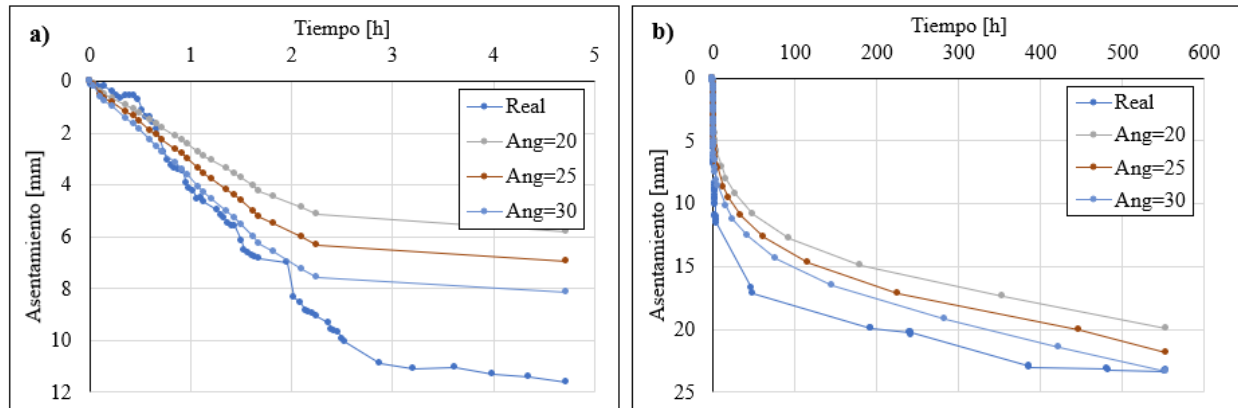 a)
Tiempo [h]
0 1 2 3 4 5
Asentamiento [mm]
0
2
4
6
8
10
12
Real
Ang=20
Ang=25
Ang=30
b)
Tiempo [h]
0 100 200 300 400 500 600
Asentamiento [mm]
0
5
10
15
20
25
Real
Ang=20
Ang=25
Ang=30